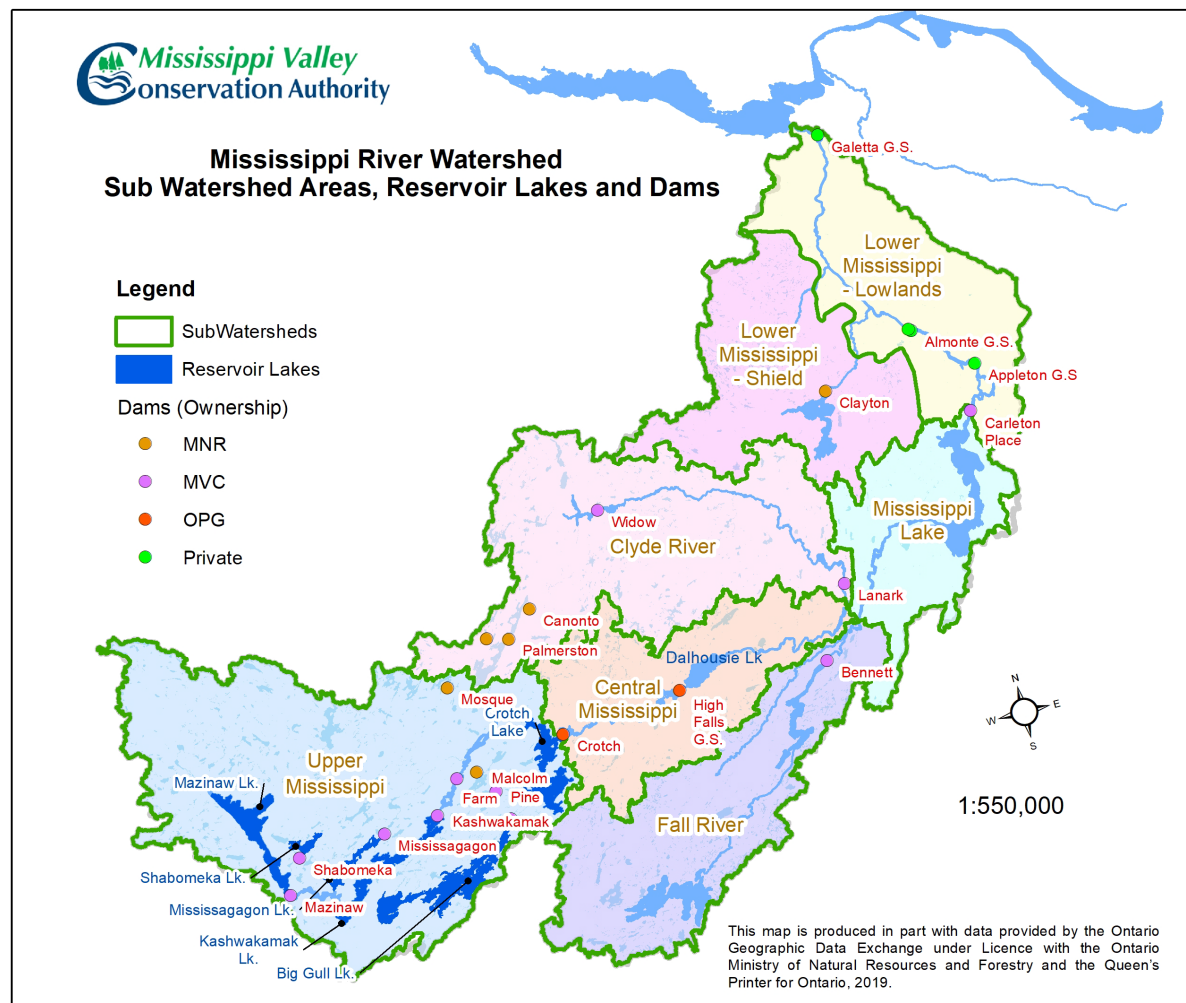 Mississippi Valley
Conservation Authority
Mississippi River Watershed
Sub Watershed Areas, Reservoir Lakes and Dams
Legend
SubWatersheds
Reservoir Lakes
Dams (Ownership)
MNR
MVC
OPG
Private
Galetta G.S.
Lower
Mississippi
- Lowlands
Almonte G.S.
Appleton G.S
Carleton
Place
Lower
Mississippi
- Shield
Clayton
Mississippi
Lake
Widow
Clyde River
Lanark
Canonto
Palmerston
Dalhousie Lk
Bennett
Central
Mississippi
High
Falls
G.S.
Mosque
Crotch
Lake
Crotch
Upper
Mississippi
Mazinaw Lk.
Malcolm
Farm
Pine
Kashwakamak
Mississagagon
Shabomeka
Shabomeka Lk.
Mazinaw
Mississagagon Lk.
Kashwakamak
Lk.
Big Gull Lk.
Fall River
N
E
W
S
1:550,000
This map is produced in part with data provided by the Ontario
Geographic Data Exchange under Licence with the Ontario
Ministry of Natural Resources and Forestry and the Queen's
Printer for Ontario, 2019.